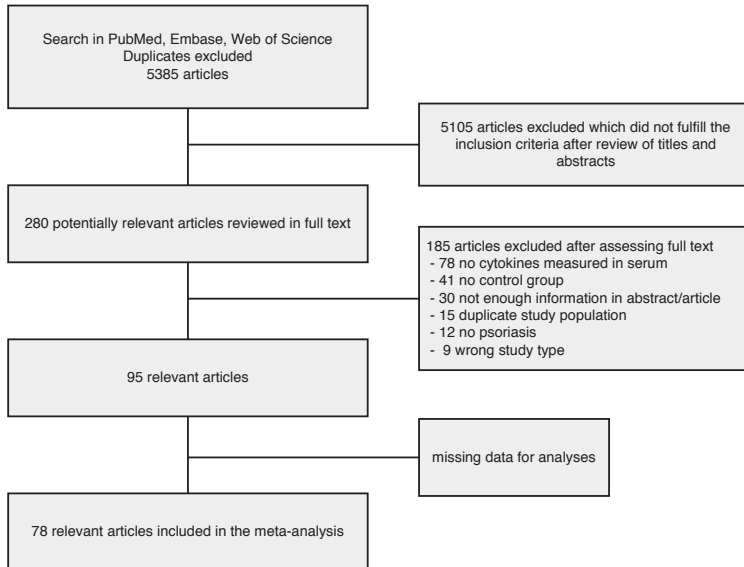 Search in PubMed, Embase, Web of Science
Duplicates excluded
5385 articles
5105 articles excluded which did not fulfill the
inclusion criteria after review of titles and
abstracts
280 potentially relevant articles reviewed in full text
185 articles excluded after assessing full text
- 78 no cytokines measured in serum
- 41 no control group
- 30 not enough information in abstract/article
- 15 duplicate study population
- 12 no psoriasis
- 9 wrong study type
95 relevant articles
missing data for analyses
78 relevant articles included in the meta-analysis